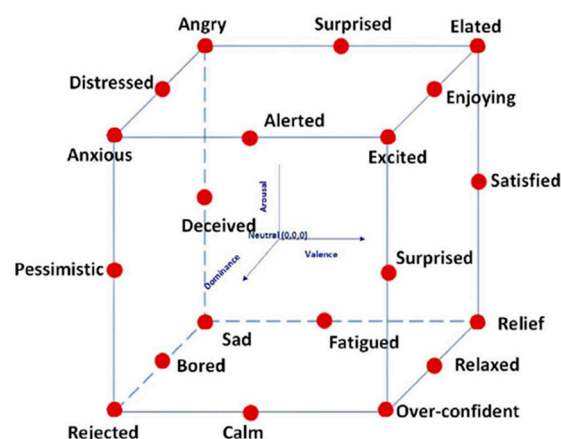 Angry
Surprised
Elated
Distressed
Enjoying
Anxious
Alerted
Excited
Arousal
Satisfied
Deceived
Neutral (0,0,0)
Valence
Dominance
Pessimistic
Surprised
Sad
Fatigued
Relief
Bored
Relaxed
Rejected
Calm
Over-confident